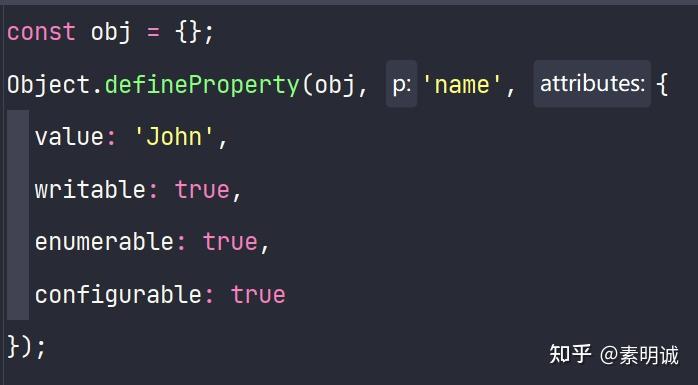 const obj = {};
Object.defineProperty(obj, p: 'name', attributes: {
value: 'John',
writable: true,
enumerable: true,
configurable: true
});
知乎 @素明诚